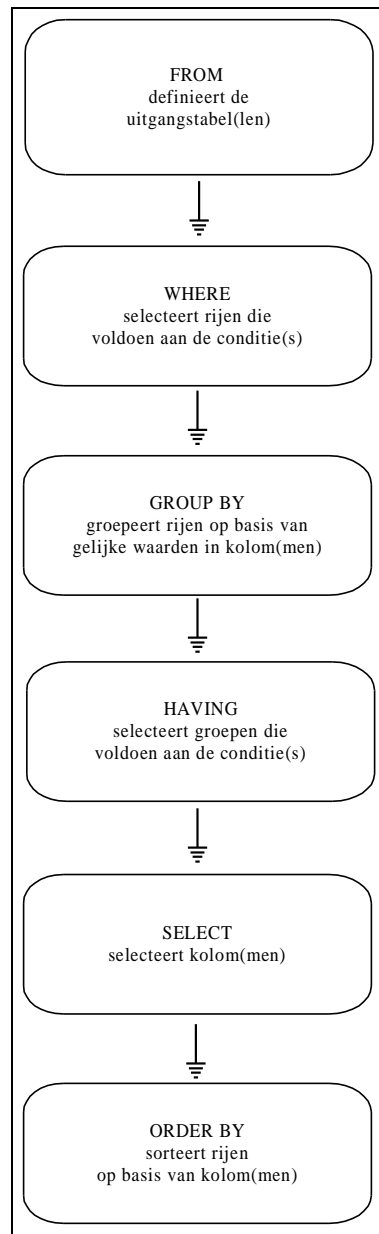 FROM
definieert de
uitgangstabel(len)
WHERE
selecteert rijen die
voldoen aan de conditie(s)
GROUP BY
groepeert rijen op basis van
gelijke waarden in kolom(men)
HAVING
selecteert groepen die
voldoen aan de conditie(s)
SELECT
selecteert kolom(men)
ORDER BY
sorteert rijen
op basis van kolom(men)